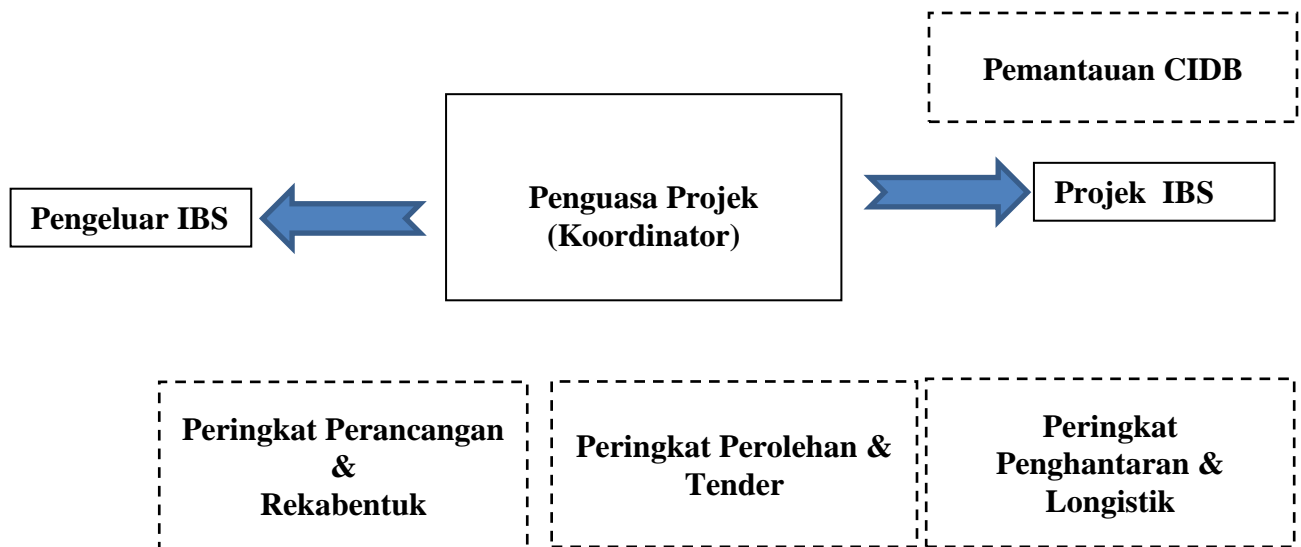 Pemantauan CIDB
Pengeluar IBS
Penguasa Projek
(Koordinator)
Projek IBS
Peringkat Perancangan
&
Rekabentuk
Peringkat Perolehan &
Tender
Peringkat
Penghantaran &
Longistik